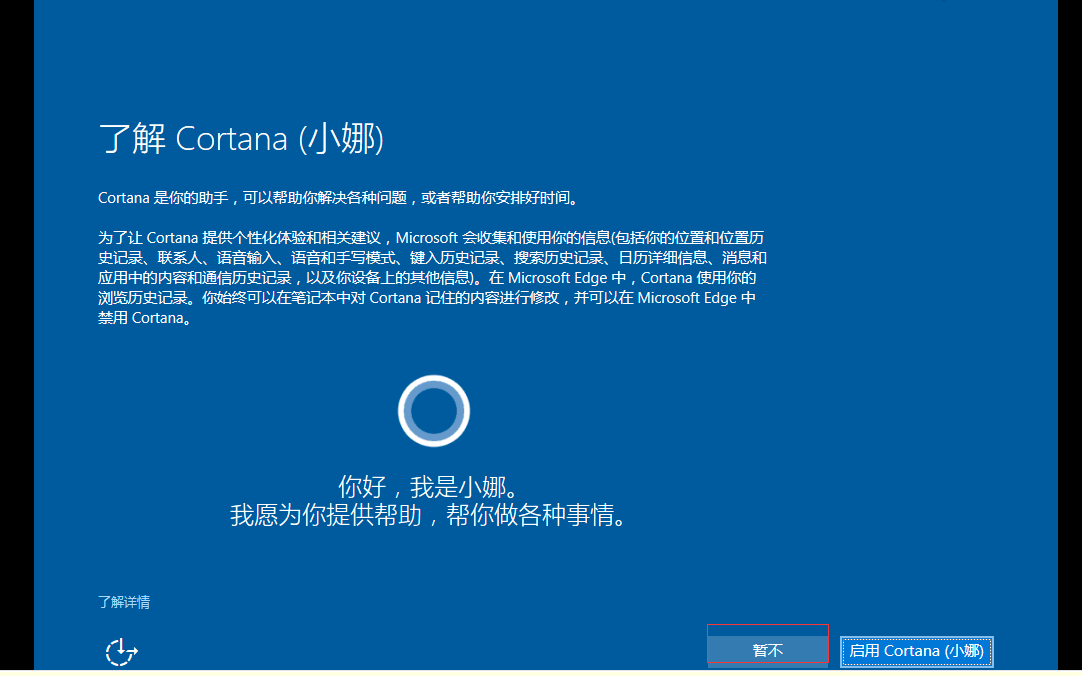 了解 Cortana (小娜)
Cortana 是你的助手，可以帮助你解决各种问题，或者帮助你安排好时间。
为了让 Cortana 提供个性化体验和相关建议，Microsoft 会收集和使用你的信息(包括你的位置和位置历
史记录、联系人、语音输入、语音和手写模式、键入历史记录、搜索历史记录、日历详细信息、消息和
应用中的内容和通信历史记录，以及你设备上的其他信息)。在 Microsoft Edge 中，Cortana 使用你的
浏览历史记录。你始终可以在笔记本中对 Cortana 记住的内容进行修改，并可以在 Microsoft Edge 中
禁用 Cortana。
你好，我是小娜。
我愿为你提供帮助，帮你做各种事情。
了解详情
暂不
启用 Cortana (小娜)